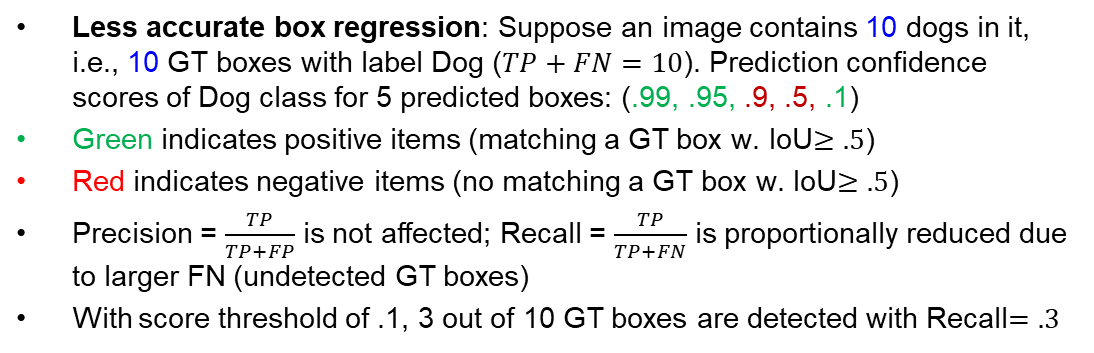 • Less accurate box regression: Suppose an image contains 10 dogs in it,
i.e., 10 GT boxes with label Dog (TP + FN = 10). Prediction confidence
scores of Dog class for 5 predicted boxes: (.99, .95, .9, .5, .1)
• Green indicates positive items (matching a GT box w. IoU≥ .5)
• Red indicates negative items (no matching a GT box w. IoU≥ .5)
• Precision = TP/(TP+FP) is not affected; Recall = TP/(TP+FN) is proportionally reduced due
to larger FN (undetected GT boxes)
• With score threshold of .1, 3 out of 10 GT boxes are detected with Recall= .3